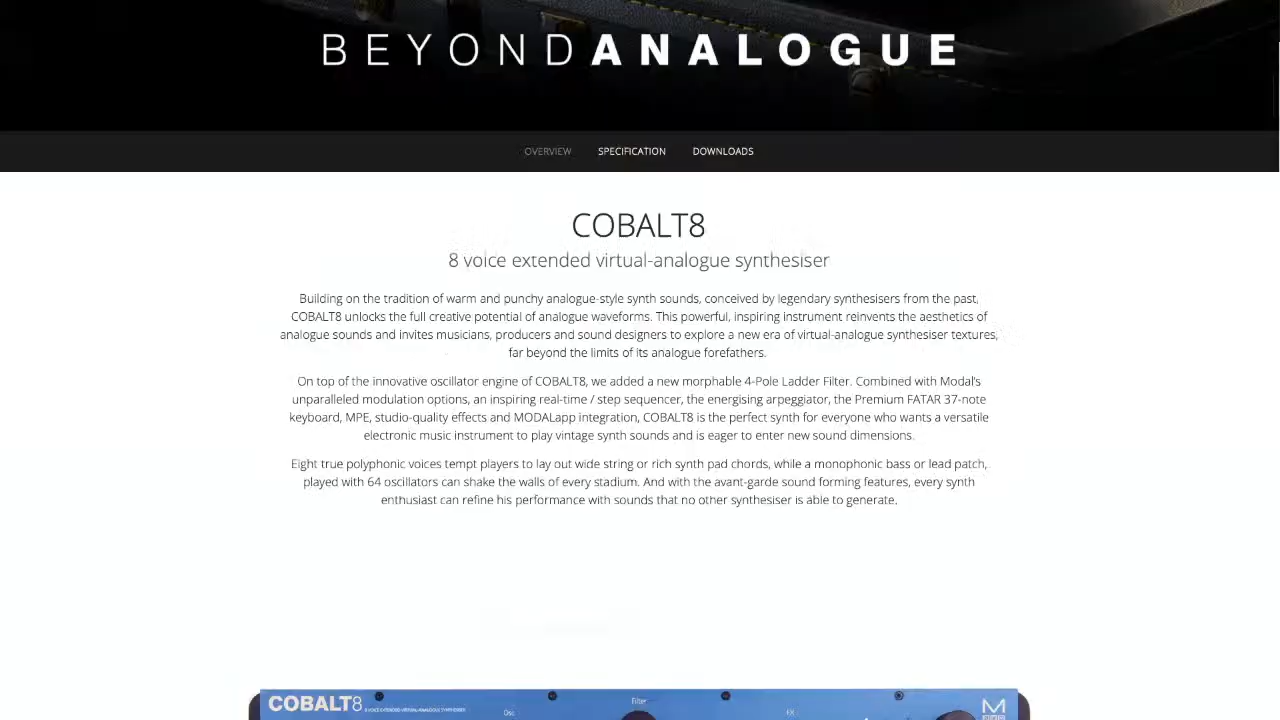 BEYONDANALOGUE
OVERVIEW SPECIFICATION DOWNLOADS
COBALT8
8 voice extended virtual-analogue synthesiser
Building on the tradition of warm and punchy analogue-style synth sounds, conceived by legendary synthesisers from the past,
COBALT8 unlocks the full creative potential of analogue waveforms. This powerful, inspiring instrument reinvents the aesthetics of
analogue sounds and invites musicians, producers and sound designers to explore a new era of virtual-analogue synthesiser textures,
far beyond the limits of its analogue forefathers.
On top of the innovative oscillator engine of COBALT8, we added a new morphable 4-Pole Ladder Filter. Combined with Modal's
unparalleled modulation options, an inspiring real-time / step sequencer, the energising arpeggiator, the Premium FATAR 37-note
keyboard, MPE, studio-quality effects and MODALapp integration, COBALT8 is the perfect synth for everyone who wants a versatile
electronic music instrument to play vintage synth sounds and is eager to enter new sound dimensions.
Eight true polyphonic voices tempt players to lay out wide string or rich synth pad chords, while a monophonic bass or lead patch,
played with 64 oscillators can shake the walls of every stadium. And with the avant-garde sound forming features, every synth
enthusiast can refine his performance with sounds that no other synthesiser is able to generate.
COBALT8 8 VOICE EXTENDED VIRTUAL-ANALOGUE SYNTHESISER
Osc Filter FX